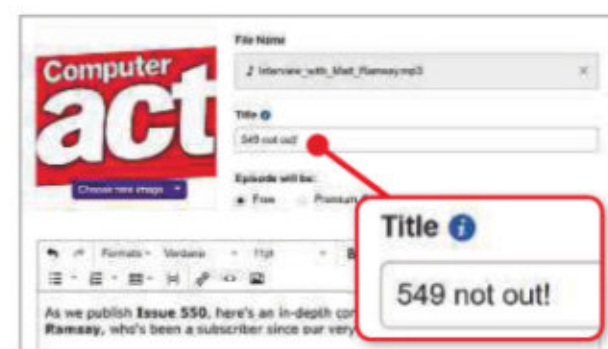 Computer
act
File Name
Interview_with_Matt_Ramsay.mp3
Title
549 not out!
Choose new image
Episode will be:
Free Premium
Title
549 not out!
Formats Verdana 11pt B
As we publish Issue 550, here's an in-depth con
Ramsay, who's been a subscriber since our very